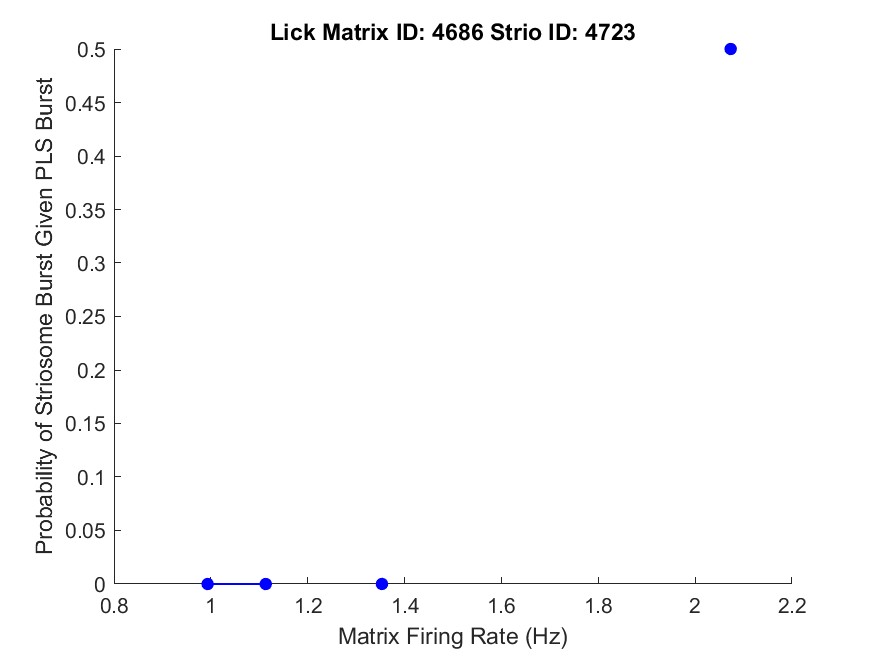 Lick Matrix ID: 4686 Strio ID: 4723
Probability of Striosome Burst Given PLS Burst
0.5
0.45
0.4
0.35
0.3
0.25
0.2
0.15
0.1
0.05
0
0.8 1 1.2 1.4 1.6 1.8 2 2.2
Matrix Firing Rate (Hz)